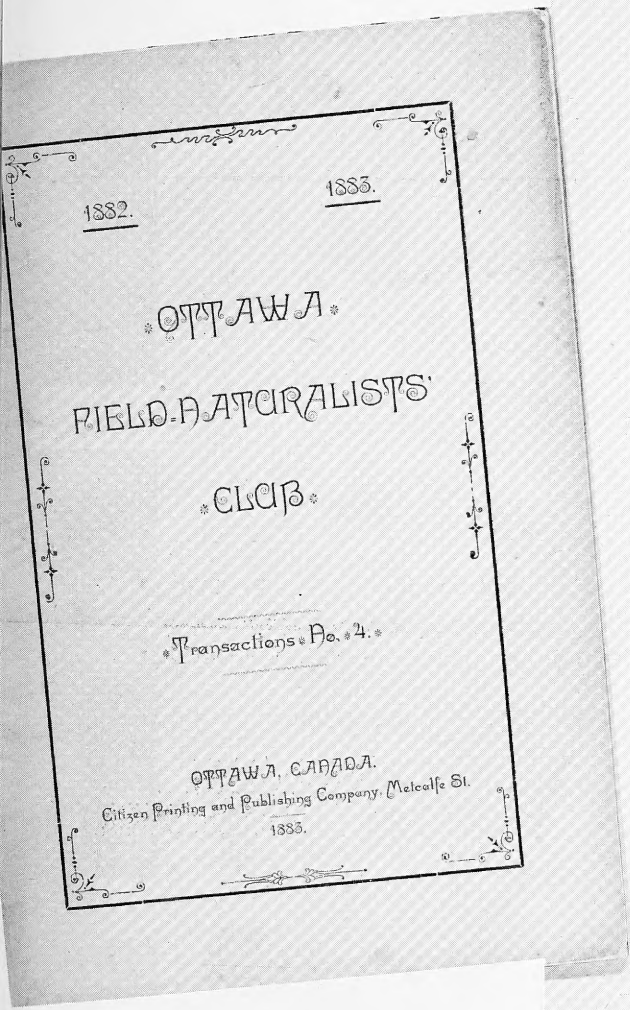 1882. 1883.
OTTAWA
FIELD-NATURALISTS'
CLUB
Transactions No. 4.
OTTAWA, CANADA.
Citizen Printing and Publishing Company, Metcalfe St.
1883.